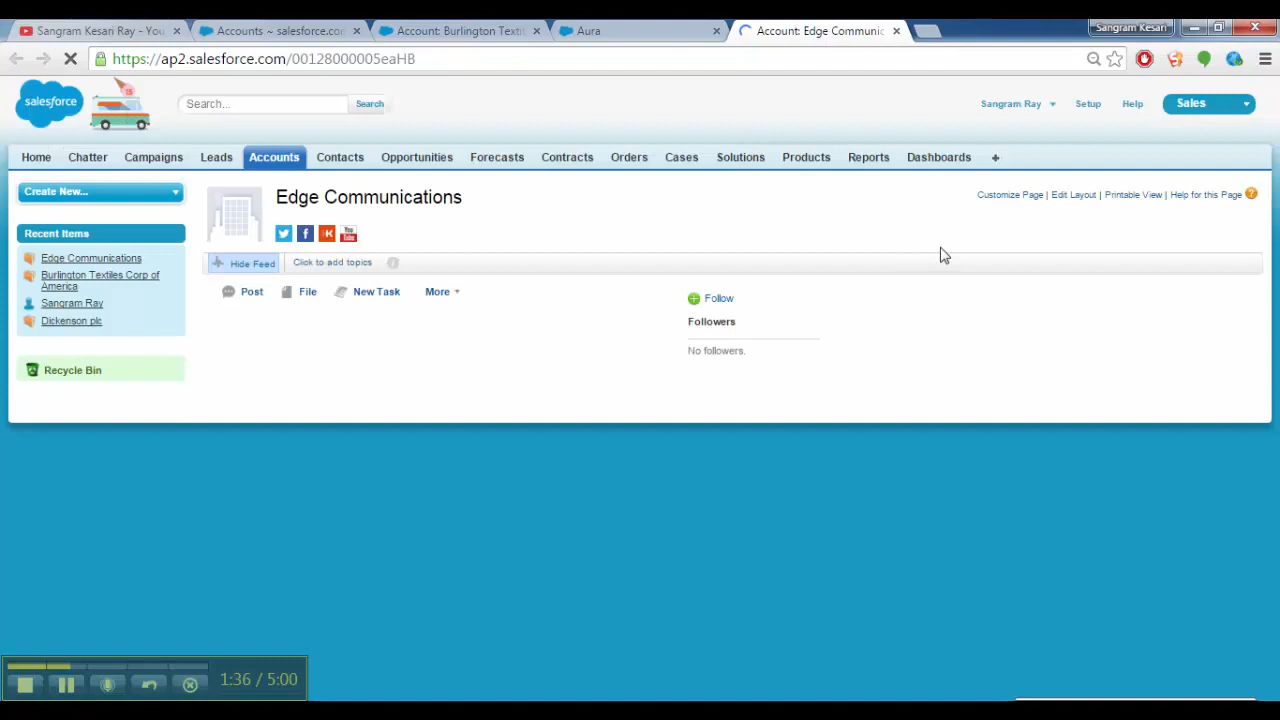 Sangram Kesari Ray - You
Accounts ~ salesforce.co
Account: Burlington Texti
Aura
Account: Edge Communic
Sangram Kesari
https://ap2.salesforce.com/00128000005eaHB
salesforce
Search...
Search
Sangram Ray
Setup
Help
Sales
Home
Chatter
Campaigns
Leads
Accounts
Contacts
Opportunities
Forecasts
Contracts
Orders
Cases
Solutions
Products
Reports
Dashboards
+
Create New...
Recent Items
Edge Communications
Burlington Textiles Corp of
America
Sangram Ray
Dickenson plc
Recycle Bin
Edge Communications
Customize Page | Edit Layout | Printable View | Help for this Page
You
Tube
Hide Feed
Click to add topics
Post
File
New Task
More
Follow
Followers
No followers.
1:36 / 5:00